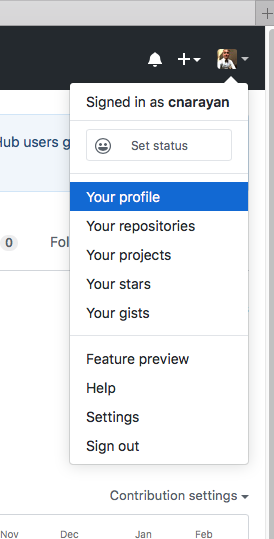 Signed in as cnarayan
Hub users g
Set status
Your profile
Your repositories
0
Fol
Your projects
Your stars
Your gists
Feature preview
Help
Settings
Sign out
Contribution settings
Nov Dec Jan Feb